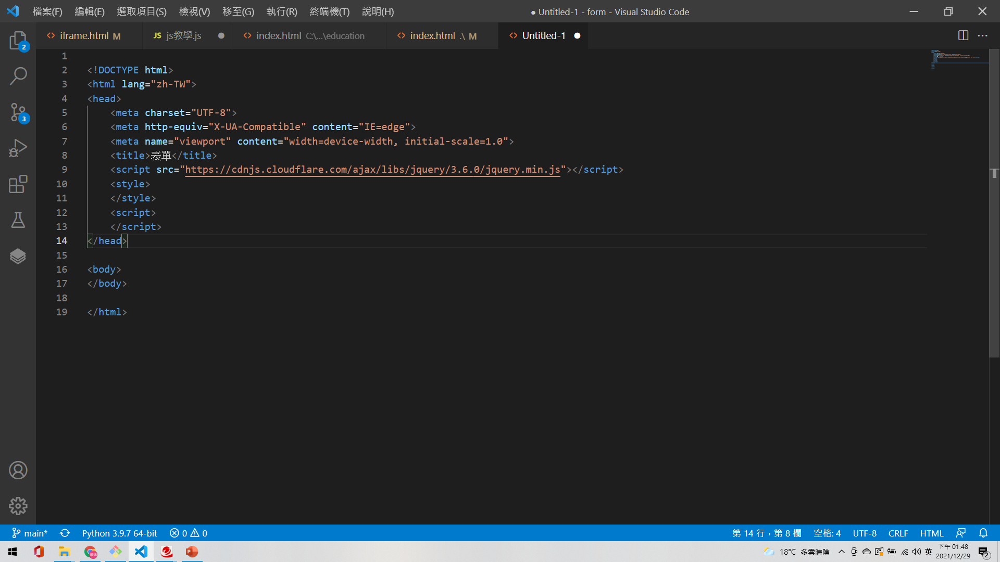 檔案(F) 編輯(E) 選取項目(S) 檢視(V) 移至(G) 執行(R) 終端機(T) 說明(H) ● Untitled-1 - form - Visual Studio Code
iframe.html M JS js教學.js index.html C:\...\education index.html .\ M Untitled-1
2
3
1
2 <!DOCTYPE html>
3 <html lang="zh-TW">
4 <head>
5 <meta charset="UTF-8">
6 <meta http-equiv="X-UA-Compatible" content="IE=edge">
7 <meta name="viewport" content="width=device-width, initial-scale=1.0">
8 <title>表單</title>
9 <script src="https://cdnjs.cloudflare.com/ajax/libs/jquery/3.6.0/jquery.min.js"></script>
10 <style>
11 </style>
12 <script>
13 </script>
14 </head>
15
16 <body>
17 </body>
18
19 </html>
main* Python 3.9.7 64-bit 0 0 第 14 行，第 8 欄 空格: 4 UTF-8 CRLF HTML
18°C 多雲時陰 英 下午 01:48
2021/12/29 2